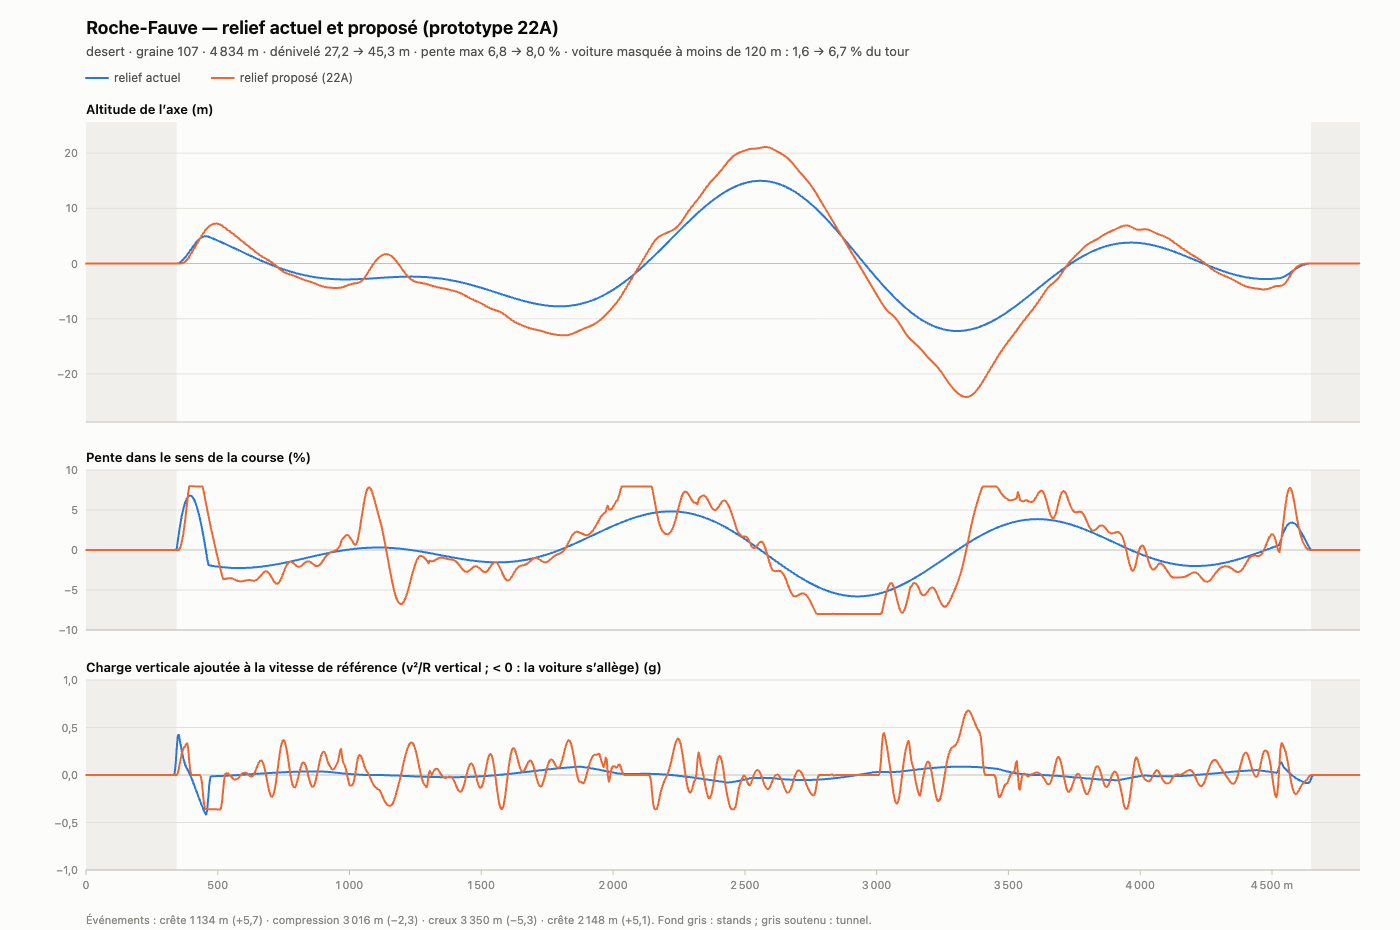 Roche-Fauve — relief actuel et proposé (prototype 22A)
desert · graine 107 · 4 834 m · dénivelé 27,2 → 45,3 m · pente max 6,8 → 8,0 % · voiture masquée à moins de 120 m : 1,6 → 6,7 % du tour
relief actuel relief proposé (22A)
Altitude de l’axe (m)
20
10
0
−10
−20
Pente dans le sens de la course (%)
10
5
0
−5
−10
Charge verticale ajoutée à la vitesse de référence (v²/R vertical ; < 0 : la voiture s’allège) (g)
1,0
0,5
0,0
−0,5
−1,0
0 500 1 000 1 500 2 000 2 500 3 000 3 500 4 000 4 500 m
Événements : crête 1 134 m (+5,7) · compression 3 016 m (−2,3) · creux 3 350 m (−5,3) · crête 2 148 m (+5,1). Fond gris : stands ; gris soutenu : tunnel.